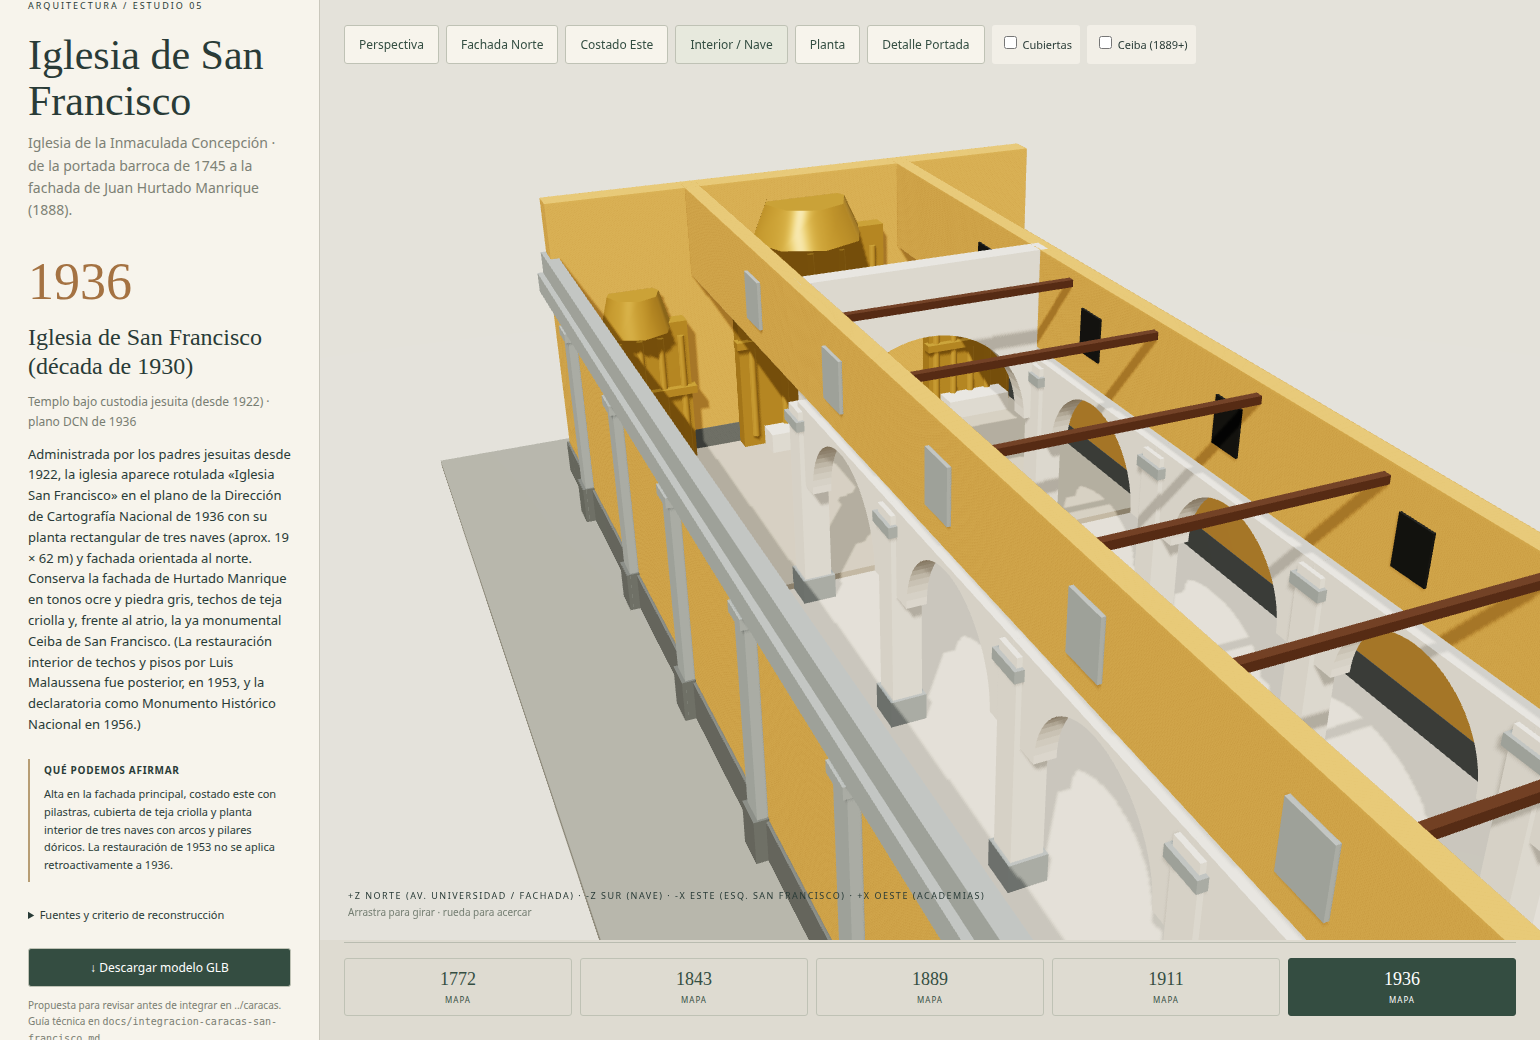 ARQUITECTURA / ESTUDIO 05
Iglesia de San
Francisco
Iglesia de la Inmaculada Concepción ·
de la portada barroca de 1745 a la
fachada de Juan Hurtado Manrique
(1888).
1936
Iglesia de San Francisco
(década de 1930)
Templo bajo custodia jesuita (desde 1922) ·
plano DCN de 1936
Administrada por los padres jesuitas desde
1922, la iglesia aparece rotulada «Iglesia
San Francisco» en el plano de la Dirección
de Cartografía Nacional de 1936 con su
planta rectangular de tres naves (aprox. 19
× 62 m) y fachada orientada al norte.
Conserva la fachada de Hurtado Manrique
en tonos ocre y piedra gris, techos de teja
criolla y, frente al atrio, la ya monumental
Ceiba de San Francisco. (La restauración
interior de techos y pisos por Luis
Malaussena fue posterior, en 1953, y la
declaratoria como Monumento Histórico
Nacional en 1956.)
QUÉ PODEMOS AFIRMAR
Alta en la fachada principal, costado este con
pilastras, cubierta de teja criolla y planta
interior de tres naves con arcos y pilares
dóricos. La restauración de 1953 no se aplica
retroactivamente a 1936.
Fuentes y criterio de reconstrucción
↓ Descargar modelo GLB
Propuesta para revisar antes de integrar en ../caracas.
Guía técnica en docs/integracion-caracas-san-
francisco.md
Perspectiva
Fachada Norte
Costado Este
Interior / Nave
Planta
Detalle Portada
Cubiertas
Ceiba (1889+)
+Z NORTE (AV. UNIVERSIDAD / FACHADA) · -Z SUR (NAVE) · -X ESTE (ESQ. SAN FRANCISCO) · +X OESTE (ACADEMIAS)
Arrastra para girar · rueda para acercar
1772
MAPA
1843
MAPA
1889
MAPA
1911
MAPA
1936
MAPA